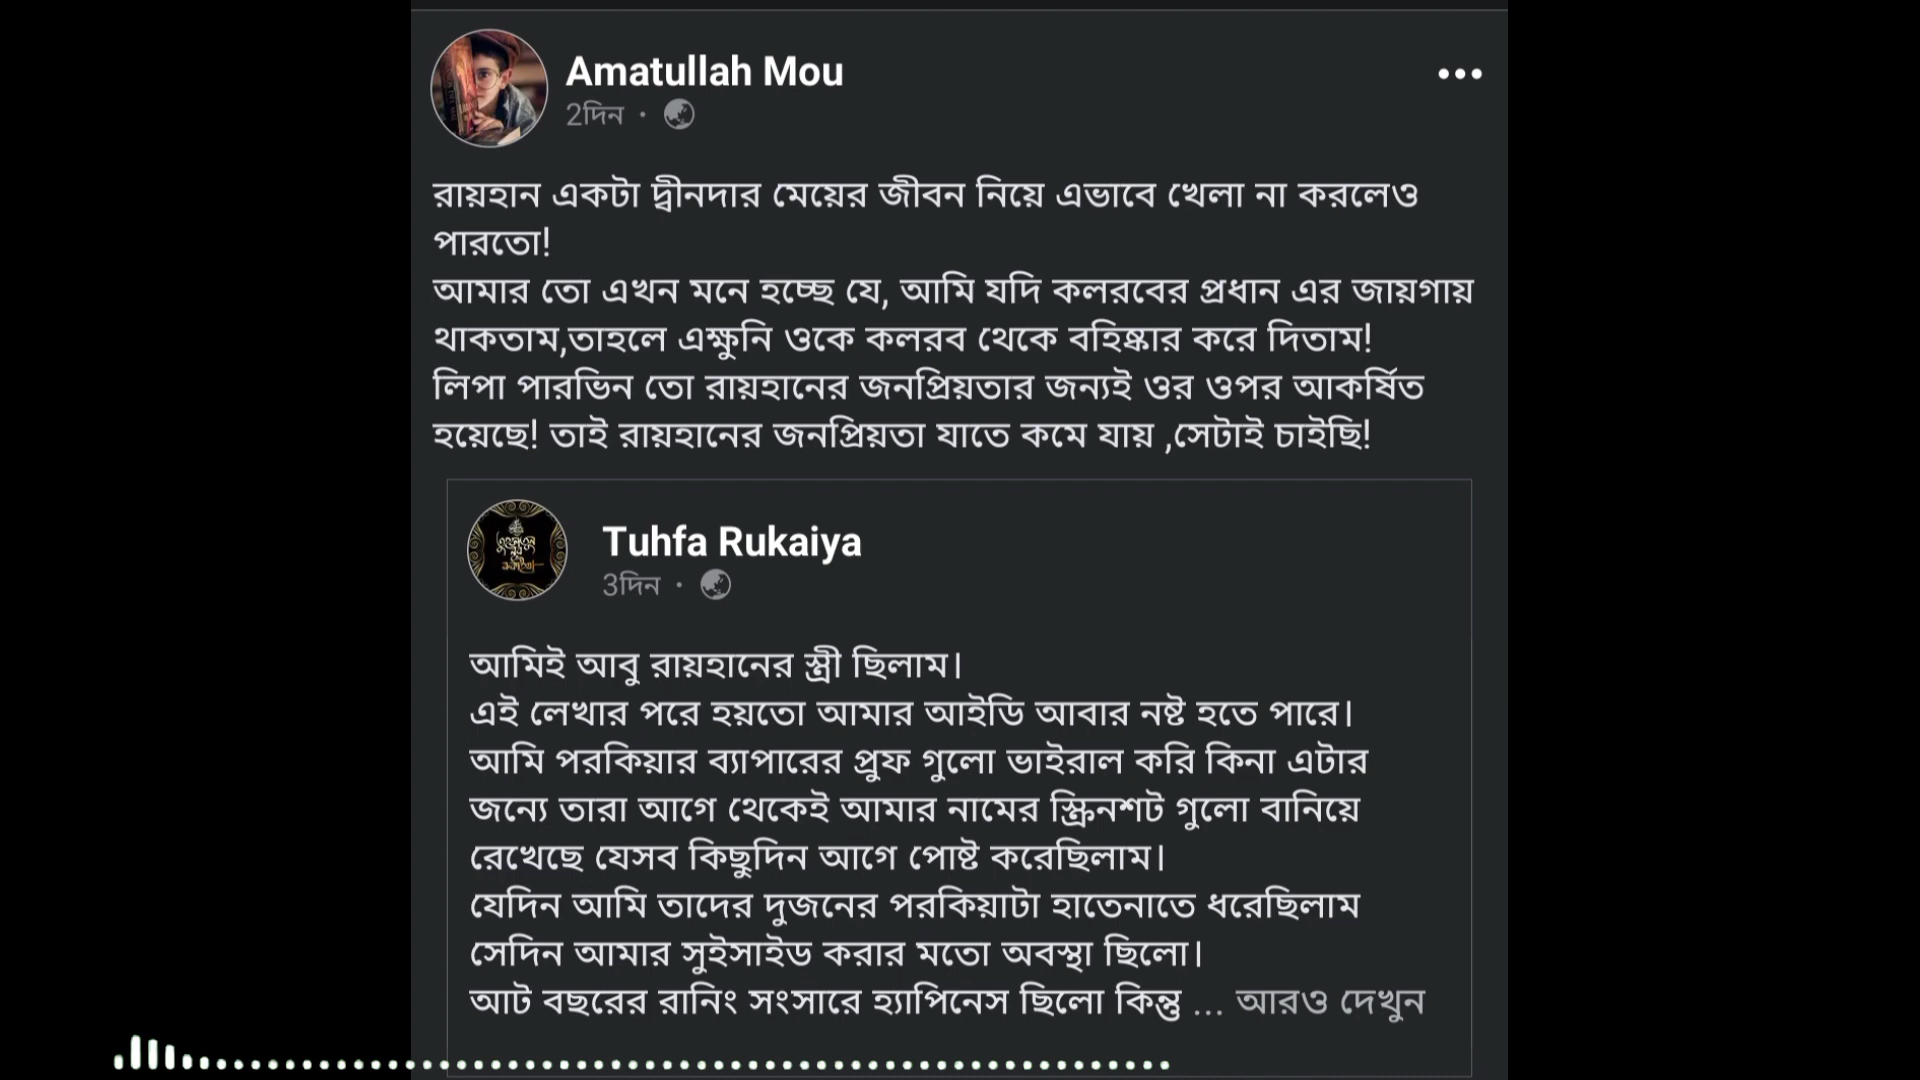 Amatullah Mou
2দিন ·
রায়হান একটা দ্বীনদার মেয়ের জীবন নিয়ে এভাবে খেলা না করলেও
পারতো!
আমার তো এখন মনে হচ্ছে যে, আমি যদি কলরবের প্রধান এর জায়গায়
থাকতাম,তাহলে এক্ষুনি ওকে কলরব থেকে বহিষ্কার করে দিতাম!
লিপা পারভিন তো রায়হানের জনপ্রিয়তার জন্যই ওর ওপর আকর্ষিত
হয়েছে! তাই রায়হানের জনপ্রিয়তা যাতে কমে যায় ,সেটাই চাইছি!
Tuhfa Rukaiya
3দিন ·
আমিই আবু রায়হানের স্ত্রী ছিলাম।
এই লেখার পরে হয়তো আমার আইডি আবার নষ্ট হতে পারে।
আমি পরকিয়ার ব্যাপারের প্রুফ গুলো ভাইরাল করি কিনা এটার
জন্যে তারা আগে থেকেই আমার নামের স্ক্রিনশট গুলো বানিয়ে
রেখেছে যেসব কিছুদিন আগে পোষ্ট করেছিলাম।
যেদিন আমি তাদের দুজনের পরকিয়াটা হাতেনাতে ধরেছিলাম
সেদিন আমার সুইসাইড করার মতো অবস্থা ছিলো।
আট বছরের রানিং সংসারে হ্যাপিনেস ছিলো কিন্তু ... আরও দেখুন